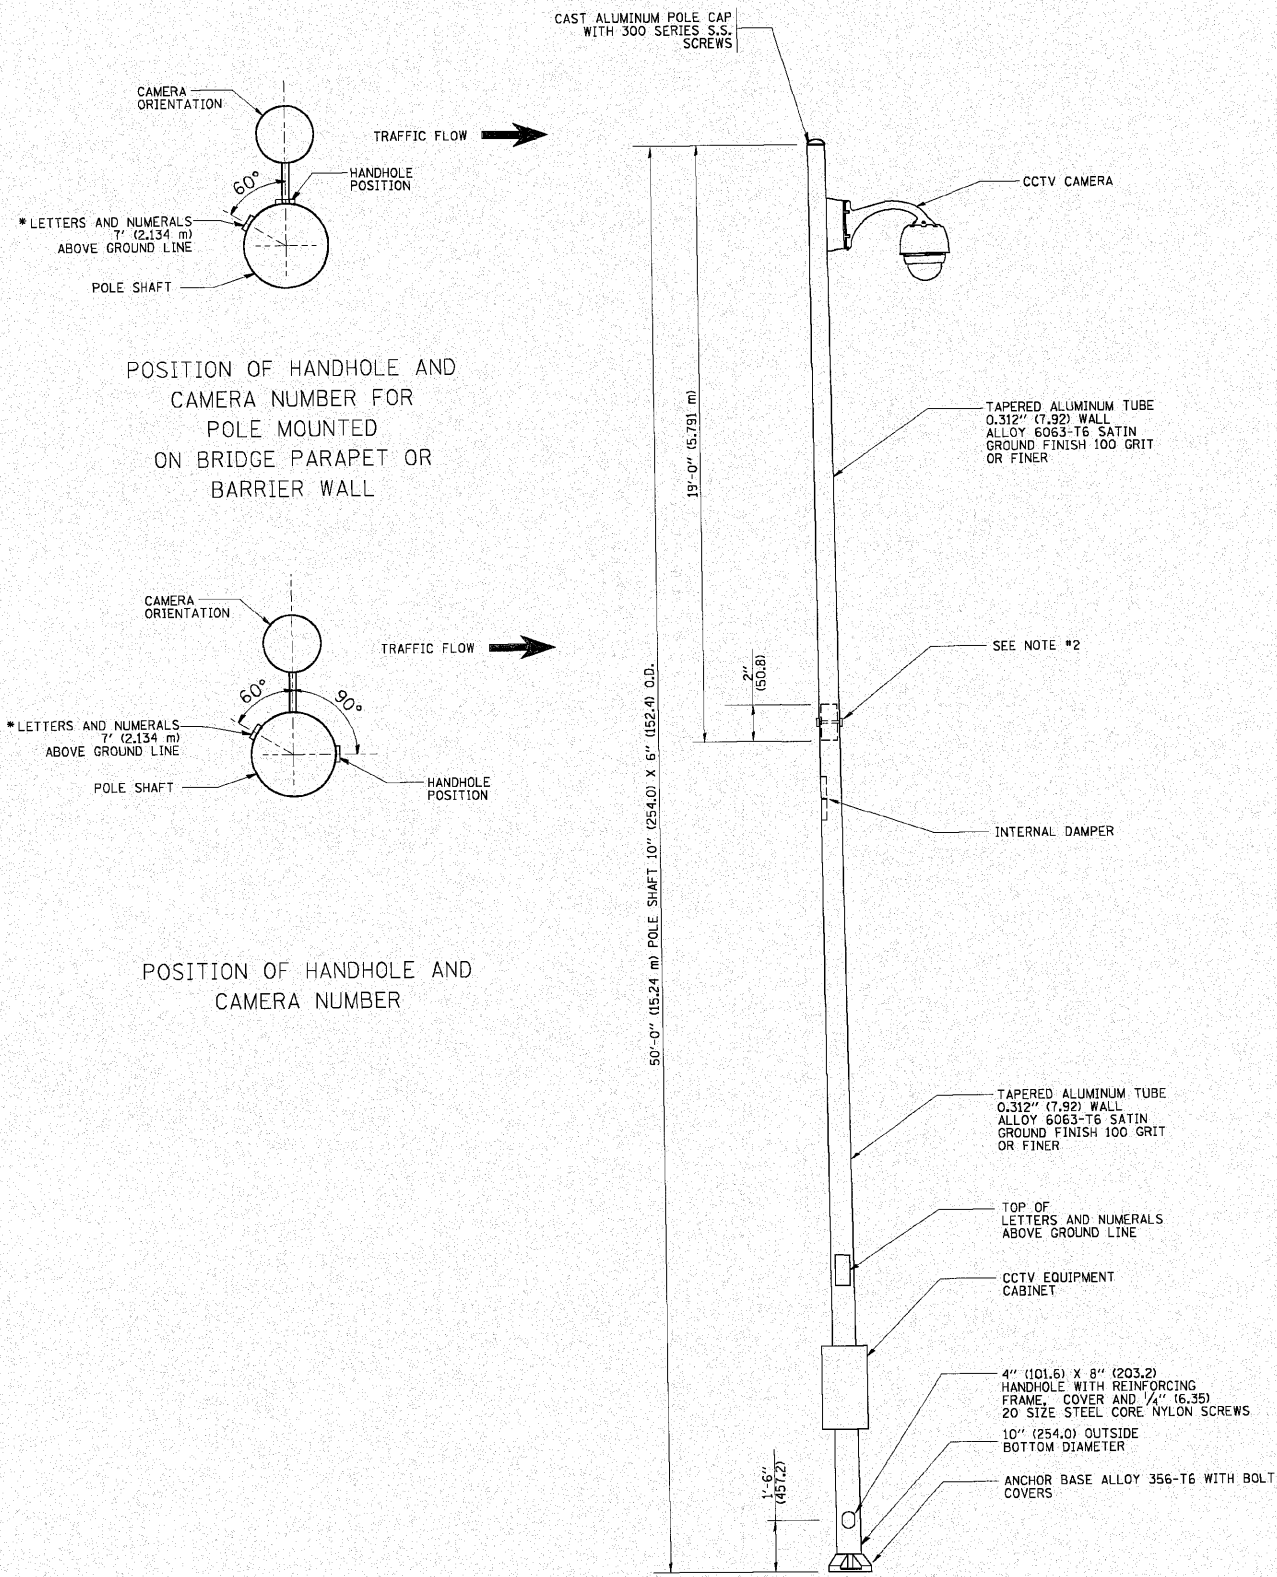 CAST ALUMINUM POLE CAP
WITH 300 SERIES S.S.
SCREWS
CAMERA
ORIENTATION
TRAFFIC FLOW
HANDHOLE
POSITION
60°
*LETTERS AND NUMERALS
7' (2.134 m)
ABOVE GROUND LINE
POLE SHAFT
POSITION OF HANDHOLE AND
CAMERA NUMBER FOR
POLE MOUNTED
ON BRIDGE PARAPET OR
BARRIER WALL
CAMERA
ORIENTATION
TRAFFIC FLOW
60°
90°
*LETTERS AND NUMERALS
7' (2.134 m)
ABOVE GROUND LINE
POLE SHAFT
HANDHOLE
POSITION
POSITION OF HANDHOLE AND
CAMERA NUMBER
50'-0" (15.24 m) POLE SHAFT 10" (254.0) X 6" (152.4) O.D.
19'-0" (5.791 m)
2"
(50.8)
1'-6"
(457.2)
CCTV CAMERA
TAPERED ALUMINUM TUBE
0.312" (7.92) WALL
ALLOY 6063-T6 SATIN
GROUND FINISH 100 GRIT
OR FINER
SEE NOTE #2
INTERNAL DAMPER
TAPERED ALUMINUM TUBE
0.312" (7.92) WALL
ALLOY 6063-T6 SATIN
GROUND FINISH 100 GRIT
OR FINER
TOP OF
LETTERS AND NUMERALS
ABOVE GROUND LINE
CCTV EQUIPMENT
CABINET
4" (101.6) X 8" (203.2)
HANDHOLE WITH REINFORCING
FRAME, COVER AND 1/4" (6.35)
20 SIZE STEEL CORE NYLON SCREWS
10" (254.0) OUTSIDE
BOTTOM DIAMETER
ANCHOR BASE ALLOY 356-T6 WITH BOLT
COVERS